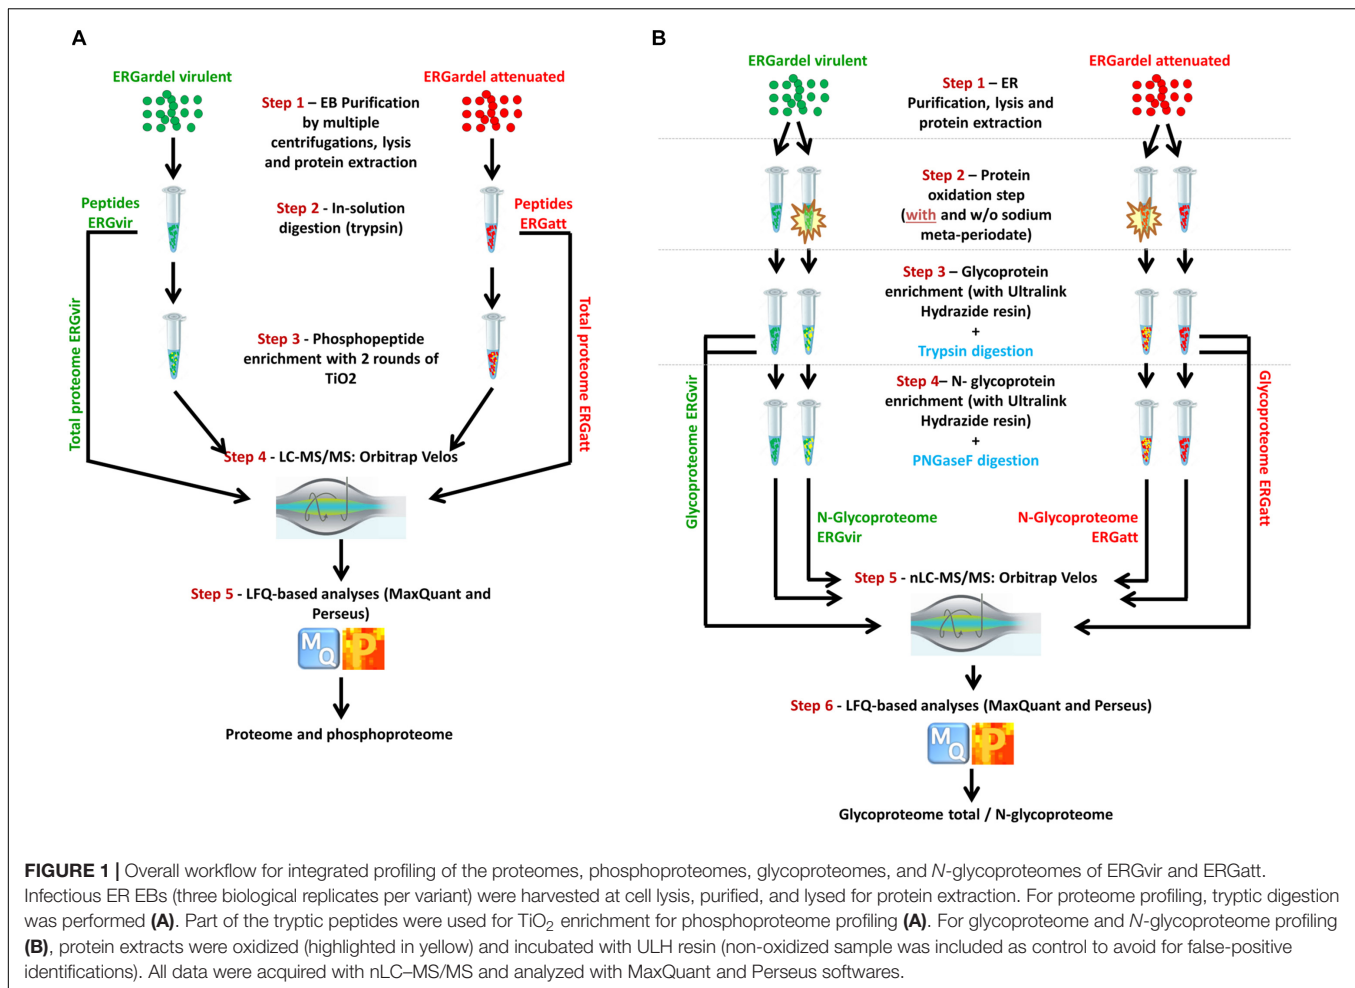 A
ERGardel virulent
ERGardel attenuated
Step 1 – EB Purification
by multiple
centrifugations, lysis
and protein extraction
Peptides
ERGvir
Step 2 - In-solution
digestion (trypsin)
Peptides
ERGatt
Total proteome ERGvir
Total proteome ERGatt
Step 3 - Phosphopeptide
enrichment with 2 rounds of
TiO2
Step 4 - LC-MS/MS: Orbitrap Velos
Step 5 - LFQ-based analyses (MaxQuant and
Perseus)
M
Q
P
Proteome and phosphoproteome
B
ERGardel virulent
ERGardel attenuated
Step 1 – ER
Purification, lysis and
protein extraction
Step 2 – Protein
oxidation step
(with and w/o sodium
meta-periodate)
Step 3 – Glycoprotein
enrichment (with Ultralink
Hydrazide resin)
+
Trypsin digestion
Step 4– N- glycoprotein
enrichment (with Ultralink
Hydrazide resin)
+
PNGaseF digestion
Glycoproteome ERGvir
Glycoproteome ERGatt
N-Glycoproteome
ERGvir
N-Glycoproteome
ERGatt
Step 5 - nLC-MS/MS: Orbitrap Velos
Step 6 - LFQ-based analyses (MaxQuant and Perseus)
M
Q
P
Glycoproteome total / N-glycoproteome
FIGURE 1 | Overall workflow for integrated profiling of the proteomes, phosphoproteomes, glycoproteomes, and N-glycoproteomes of ERGvir and ERGatt.
Infectious ER EBs (three biological replicates per variant) were harvested at cell lysis, purified, and lysed for protein extraction. For proteome profiling, tryptic digestion
was performed (A). Part of the tryptic peptides were used for TiO2 enrichment for phosphoproteome profiling (A). For glycoproteome and N-glycoproteome profiling
(B), protein extracts were oxidized (highlighted in yellow) and incubated with ULH resin (non-oxidized sample was included as control to avoid for false-positive
identifications). All data were acquired with nLC–MS/MS and analyzed with MaxQuant and Perseus softwares.